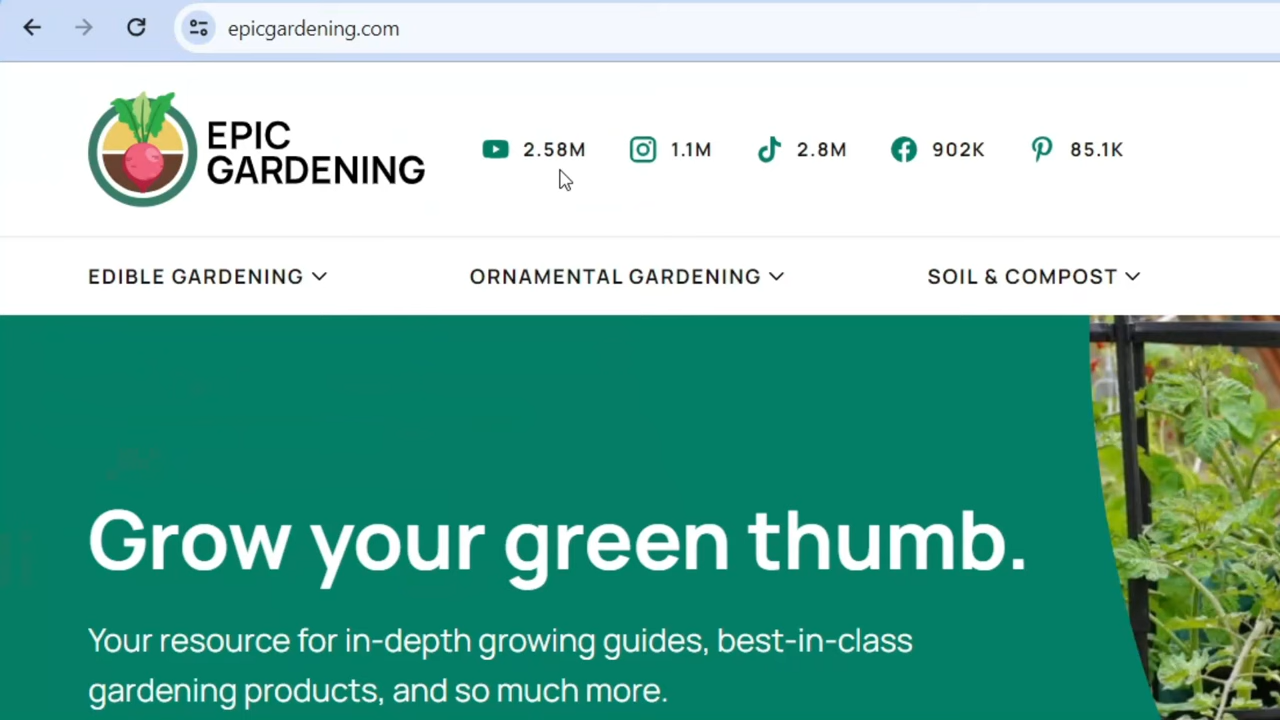 epicgardening.com
EPIC
GARDENING
2.58M 1.1M 2.8M 902K 85.1K
EDIBLE GARDENING ORNAMENTAL GARDENING SOIL & COMPOST
Grow your green thumb.
Your resource for in-depth growing guides, best-in-class
gardening products, and so much more.